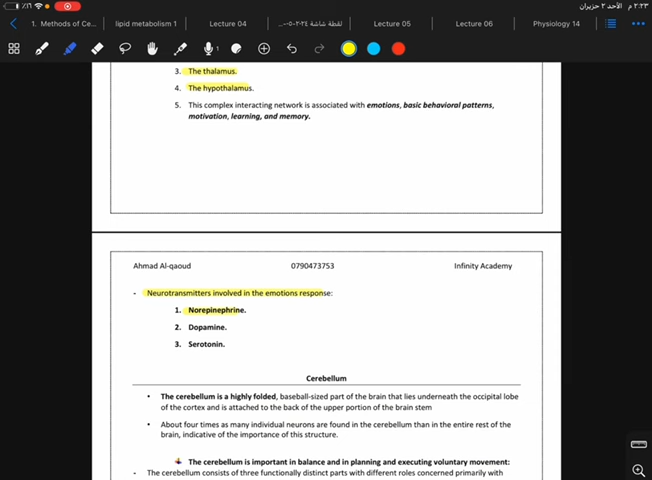 ٢:٢٣ م الأحد ٢ حزيران
1. Methods of Ce... lipid metabolism 1 Lecture 04 Lecture 05 Lecture 06 Physiology 14
1
3. The thalamus.
4. The hypothalamus.
5. This complex interacting network is associated with emotions, basic behavioral patterns,
motivation, learning, and memory.
Ahmad Al-qaoud 0790473753 Infinity Academy
- Neurotransmitters involved in the emotions response:
1. Norepinephrine.
2. Dopamine.
3. Serotonin.
Cerebellum
• The cerebellum is a highly folded, baseball-sized part of the brain that lies underneath the occipital lobe
of the cortex and is attached to the back of the upper portion of the brain stem
• About four times as many individual neurons are found in the cerebellum than in the entire rest of the
brain, indicative of the importance of this structure.
The cerebellum is important in balance and in planning and executing voluntary movement:
- The cerebellum consists of three functionally distinct parts with different roles concerned primarily with